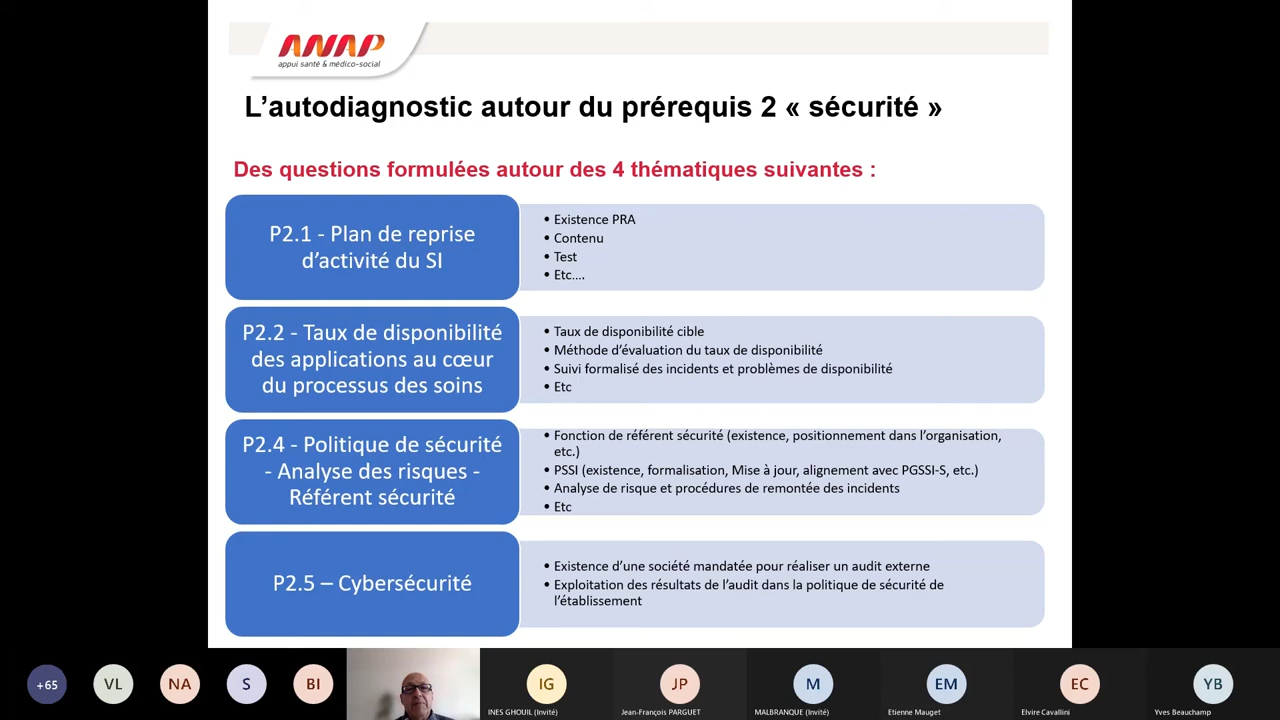 ANAP
appui santé & médico-social
L'autodiagnostic autour du prérequis 2 « sécurité »
Des questions formulées autour des 4 thématiques suivantes :
P2.1 - Plan de reprise
d'activité du SI
• Existence PRA
• Contenu
• Test
• Etc....
P2.2 - Taux de disponibilité
des applications au cœur
du processus des soins
• Taux de disponibilité cible
• Méthode d'évaluation du taux de disponibilité
• Suivi formalisé des incidents et problèmes de disponibilité
• Etc
P2.4 - Politique de sécurité
- Analyse des risques -
Référent sécurité
• Fonction de référent sécurité (existence, positionnement dans l'organisation,
etc.)
• PSSI (existence, formalisation, Mise à jour, alignement avec PGSSI-S, etc.)
• Analyse de risque et procédures de remontée des incidents
• Etc
P2.5 – Cybersécurité
• Existence d'une société mandatée pour réaliser un audit externe
• Exploitation des résultats de l'audit dans la politique de sécurité de
l'établissement
+65
VL
NA
S
BI
IG
JP
M
EM
EC
YB
INES GHOUIL (Invité)
Jean-François PARGUET
MALBRANQUE (Invité)
Etienne Mauget
Elvire Cavallini
Yves Beauchamp